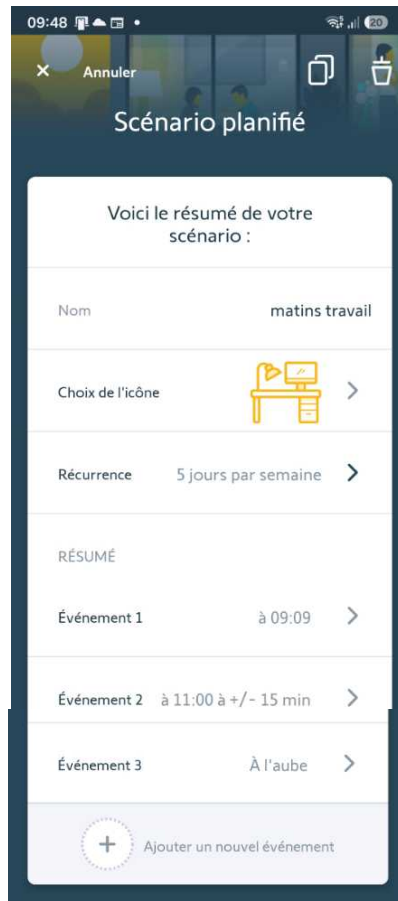 09:48
20
× Annuler
Scénario planifié
Voici le résumé de votre
scénario :
Nom matins travail
Choix de l'icône
Récurrence 5 jours par semaine
RÉSUMÉ
Événement 1 à 09:09
Événement 2 à 11:00 à +/- 15 min
Événement 3 À l'aube
+ Ajouter un nouvel événement